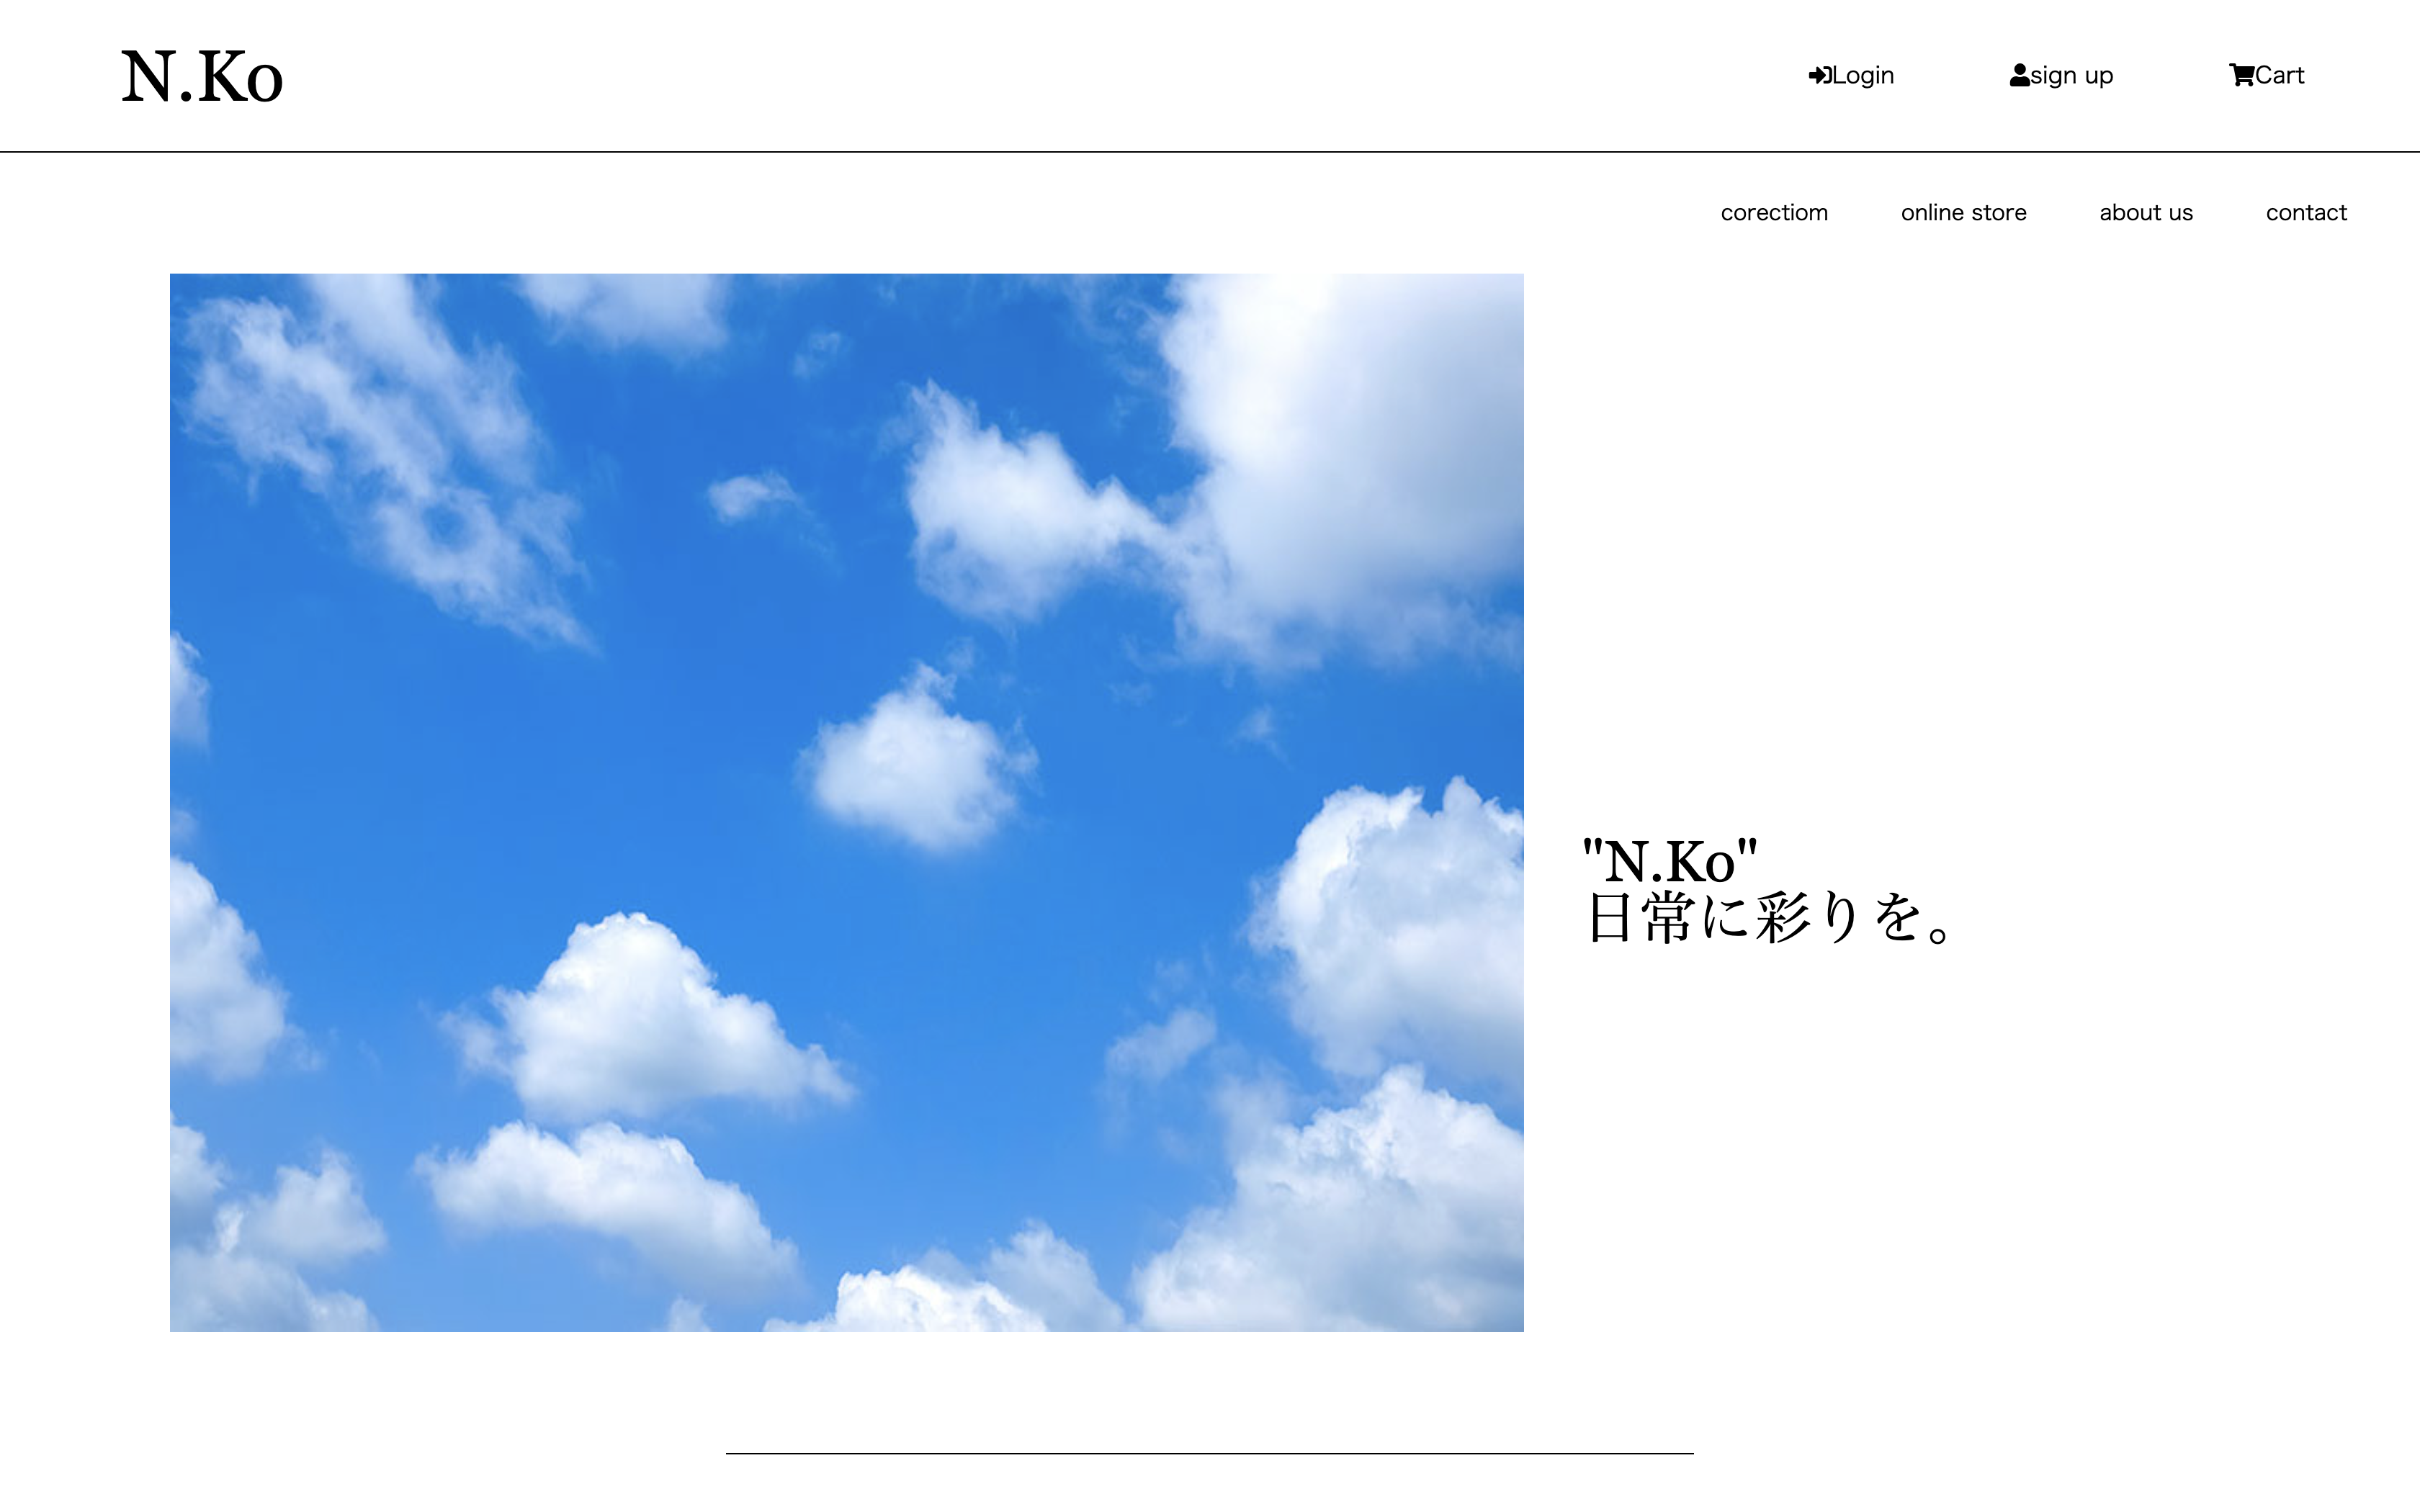 N.Ko
Login sign up Cart
corectiom online store about us contact
"N.Ko"
日常に彩りを。